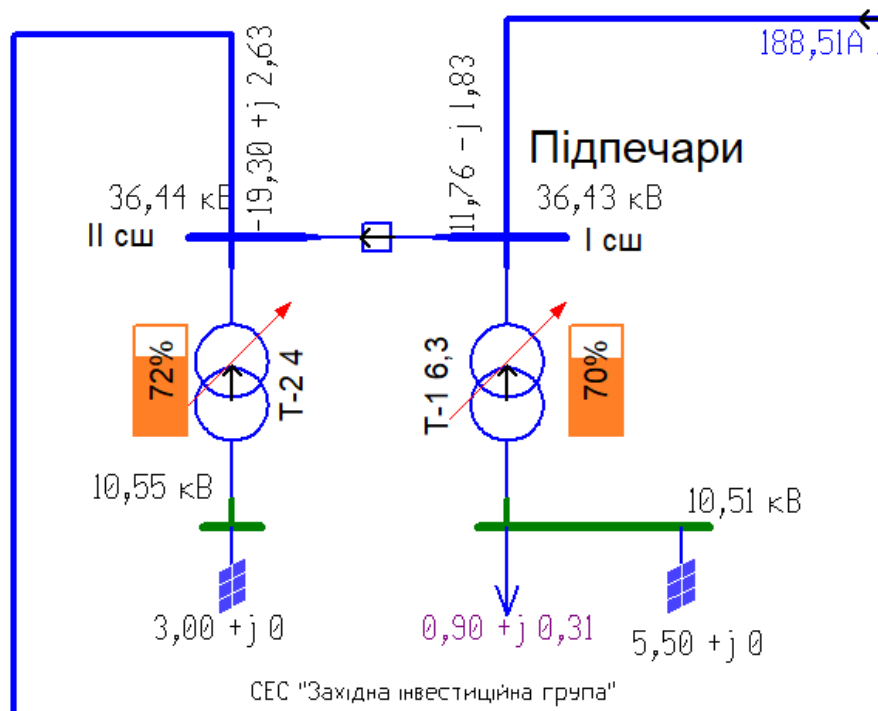 188,51А
-19,30 +j 2,63
11,76 -j 1,83
Підпечари
36,44 кВ
36,43 кВ
ІІ сш
І сш
72%
Т-2 4
Т-1 6,3
70%
10,55 кВ
10,51 кВ
3,00 +j 0
0,90 +j 0,31
5,50 +j 0
СЕС "Західна інвестиційна група"